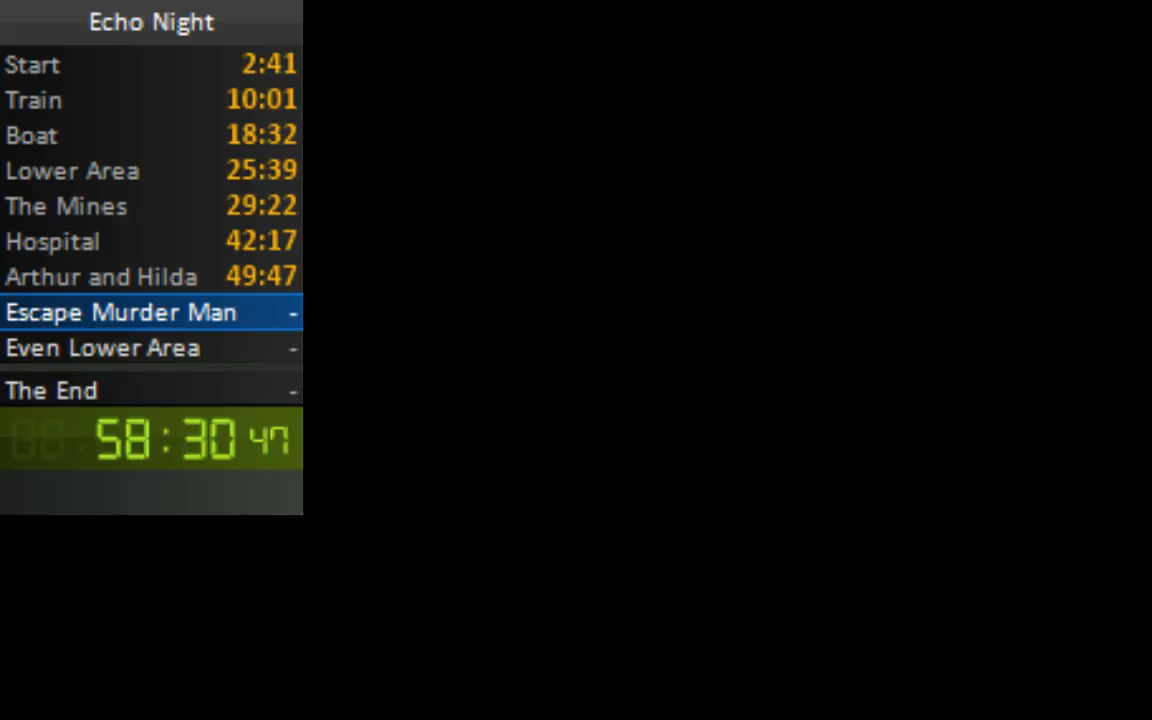 Echo Night
Start 2:41
Train 10:01
Boat 18:32
Lower Area 25:39
The Mines 29:22
Hospital 42:17
Arthur and Hilda 49:47
Escape Murder Man -
Even Lower Area -
The End -
58:30 47